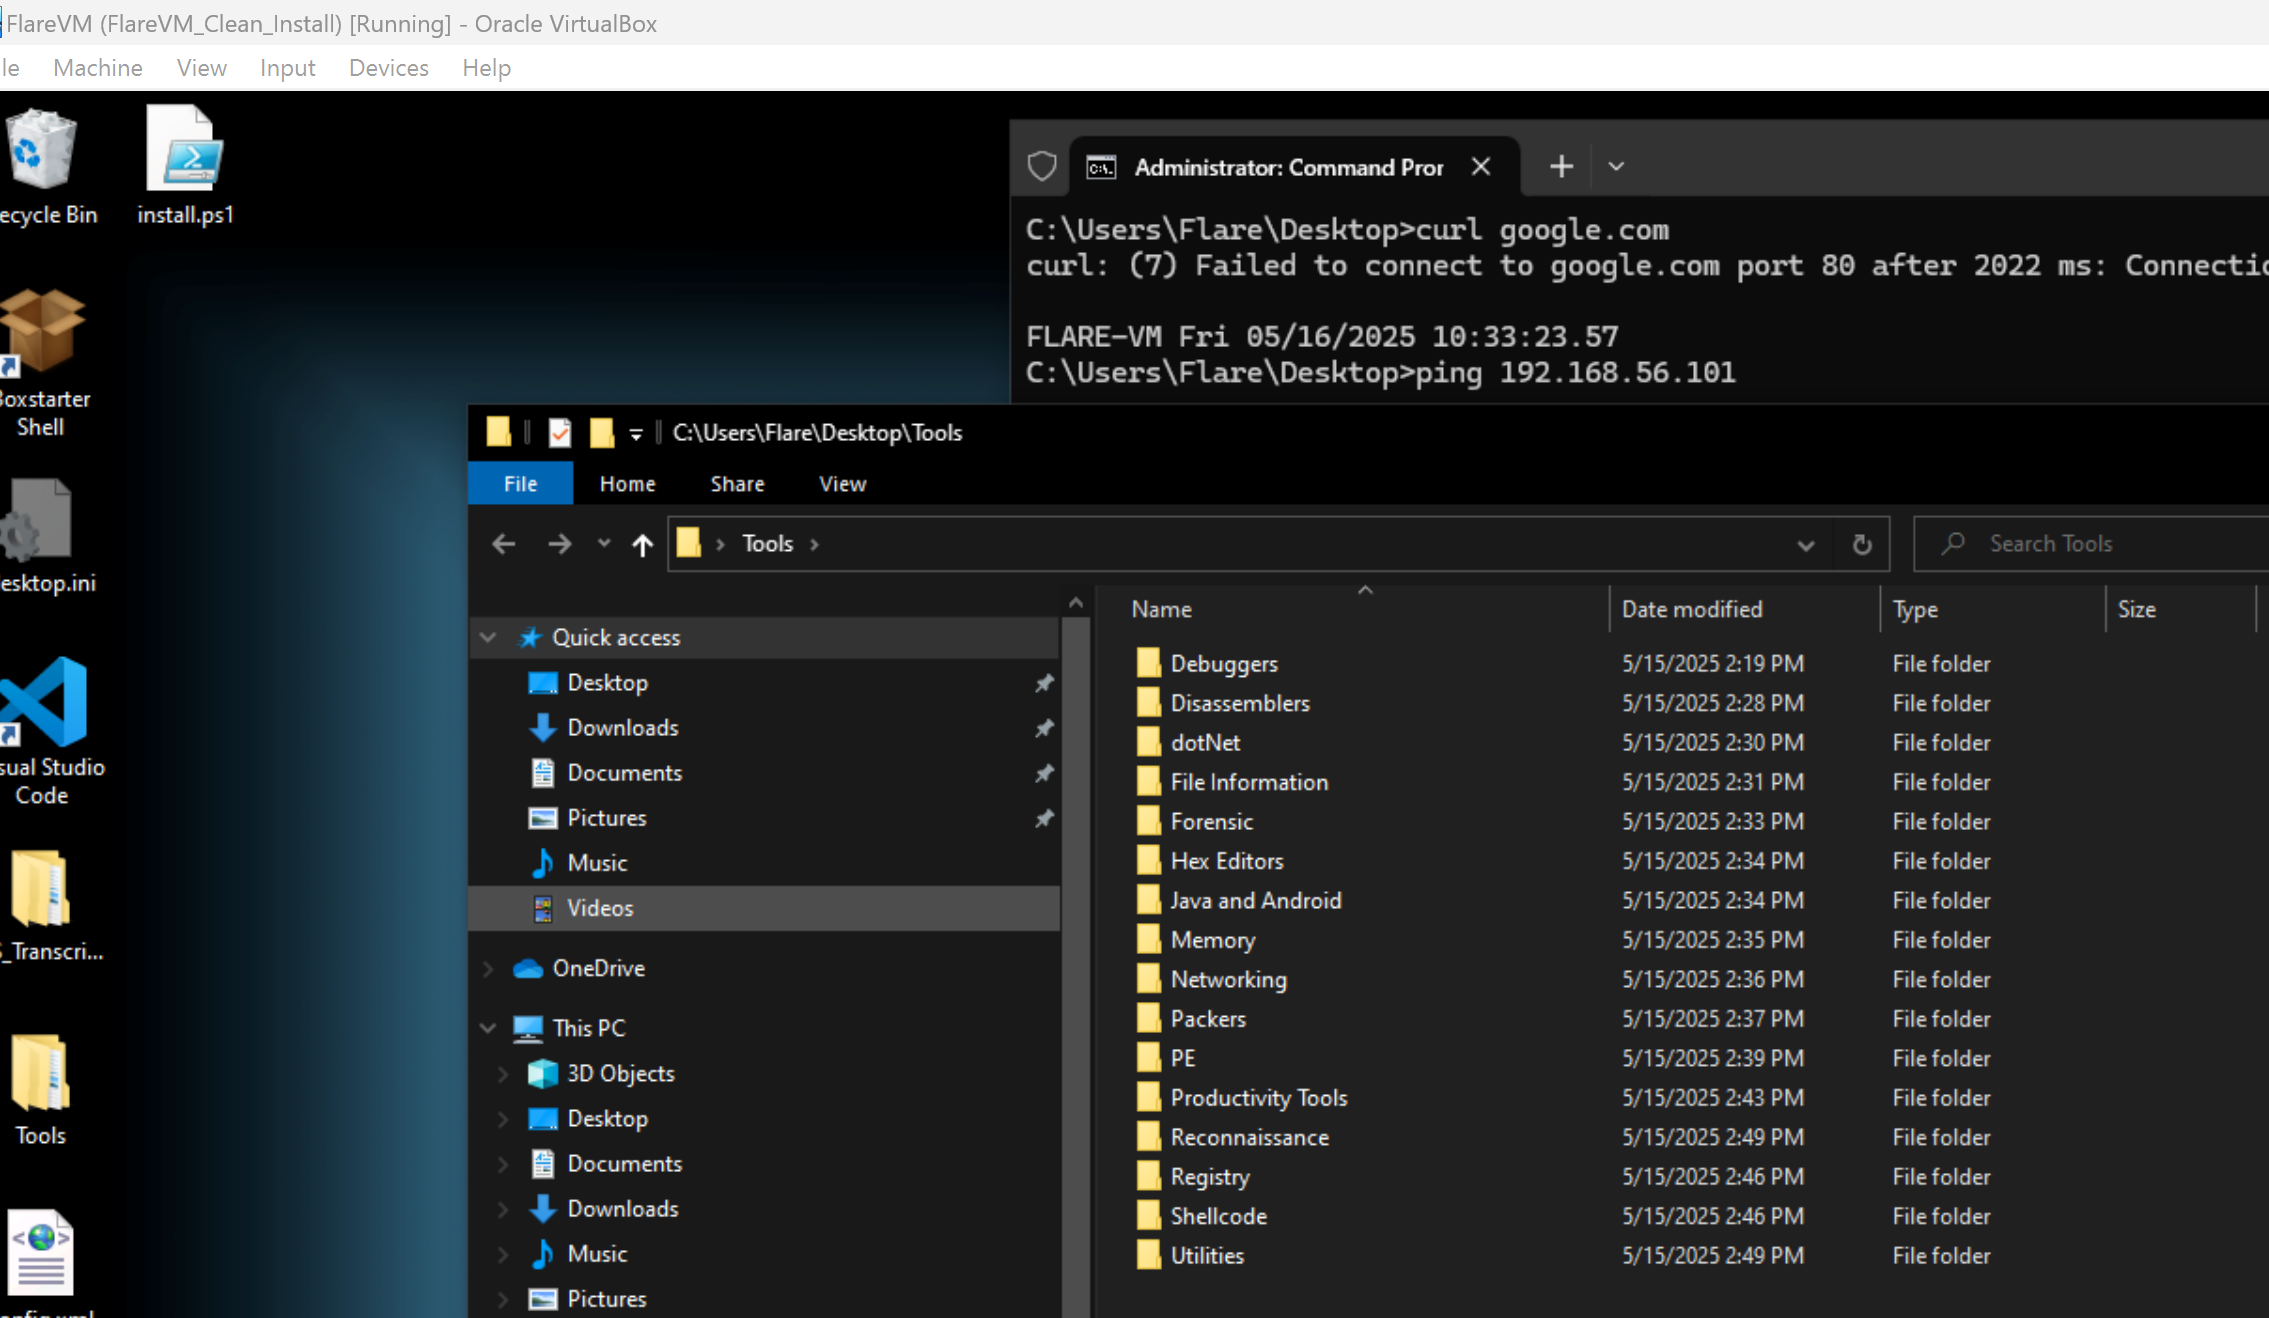 FlareVM (FlareVM_Clean_Install) [Running] - Oracle VirtualBox
le Machine View Input Devices Help
ecycle Bin
install.ps1
oxstarter
Shell
esktop.ini
sual Studio
Code
_Transcri...
Tools
Administrator: Command Pror
C:\Users\Flare\Desktop>curl google.com
curl: (7) Failed to connect to google.com port 80 after 2022 ms: Connectio
FLARE-VM Fri 05/16/2025 10:33:23.57
C:\Users\Flare\Desktop>ping 192.168.56.101
C:\Users\Flare\Desktop\Tools
File Home Share View
Tools
Search Tools
Quick access
Desktop
Downloads
Documents
Pictures
Music
Videos
OneDrive
This PC
3D Objects
Desktop
Documents
Downloads
Music
Pictures
Name Date modified Type Size
Debuggers 5/15/2025 2:19 PM File folder
Disassemblers 5/15/2025 2:28 PM File folder
dotNet 5/15/2025 2:30 PM File folder
File Information 5/15/2025 2:31 PM File folder
Forensic 5/15/2025 2:33 PM File folder
Hex Editors 5/15/2025 2:34 PM File folder
Java and Android 5/15/2025 2:34 PM File folder
Memory 5/15/2025 2:35 PM File folder
Networking 5/15/2025 2:36 PM File folder
Packers 5/15/2025 2:37 PM File folder
PE 5/15/2025 2:39 PM File folder
Productivity Tools 5/15/2025 2:43 PM File folder
Reconnaissance 5/15/2025 2:49 PM File folder
Registry 5/15/2025 2:46 PM File folder
Shellcode 5/15/2025 2:46 PM File folder
Utilities 5/15/2025 2:49 PM File folder